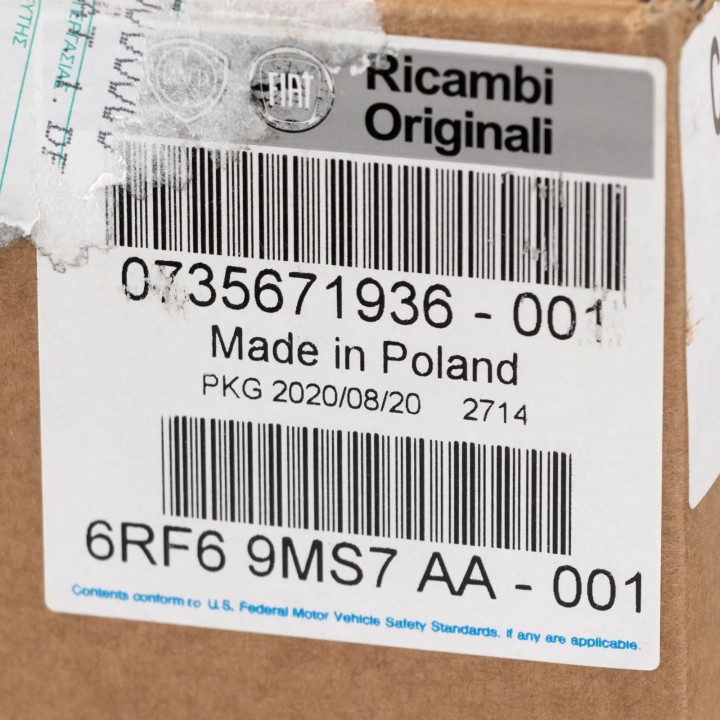 FIAT
Ricambi
Originali
0735671936 - 001
Made in Poland
PKG 2020/08/20 2714
6RF6 9MS7 AA - 001
Contents conform to U.S. Federal Motor Vehicle Safety Standards. if any are applicable.